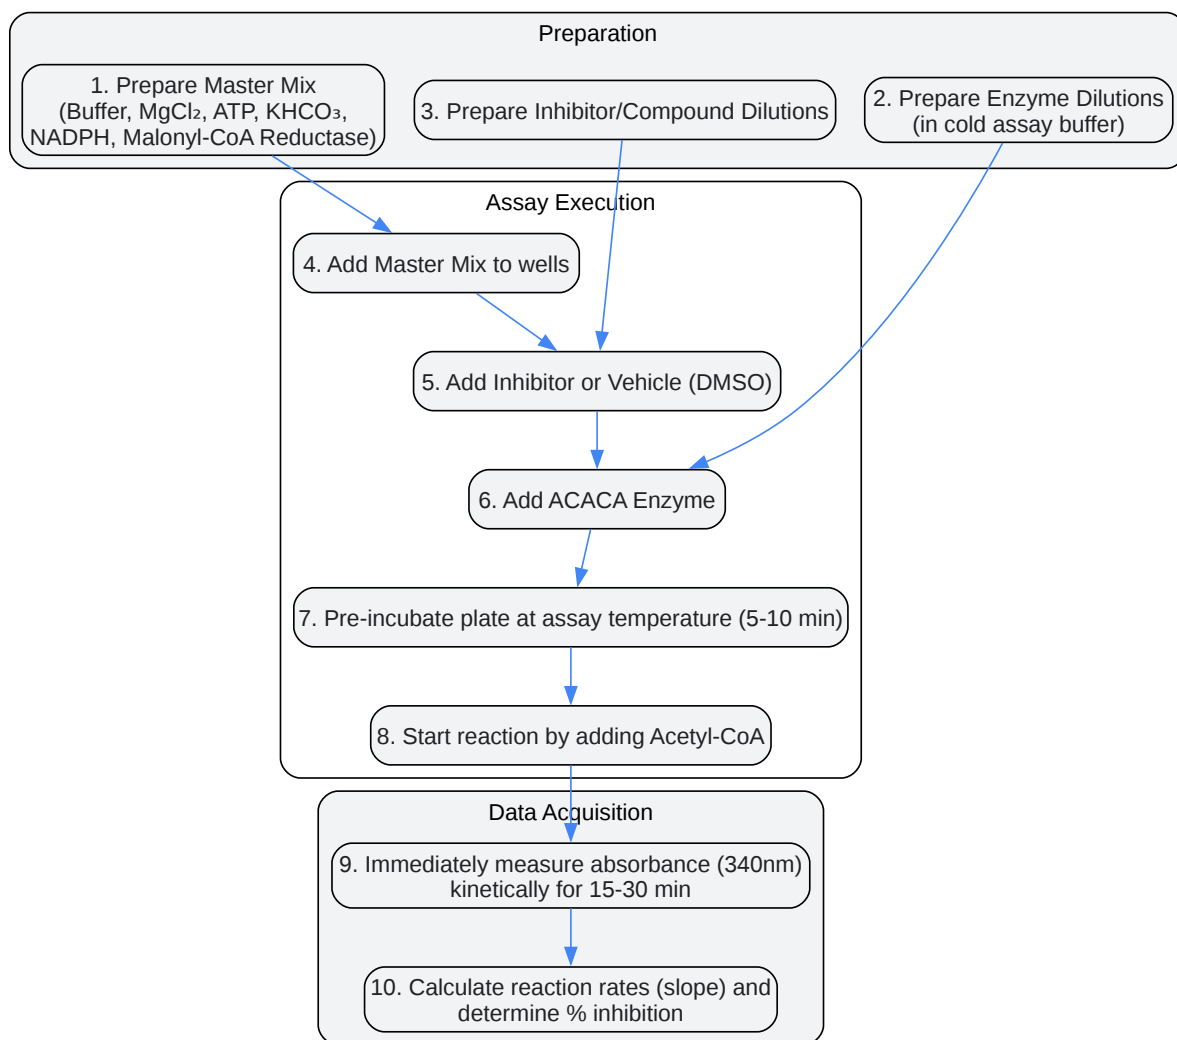 Preparation
1. Prepare Master Mix
(Buffer, MgCl₂, ATP, KHCO₃,
NADPH, Malonyl-CoA Reductase)
3. Prepare Inhibitor/Compound Dilutions
2. Prepare Enzyme Dilutions
(in cold assay buffer)
Assay Execution
4. Add Master Mix to wells
5. Add Inhibitor or Vehicle (DMSO)
6. Add ACACA Enzyme
7. Pre-incubate plate at assay temperature (5-10 min)
8. Start reaction by adding Acetyl-CoA
Data Acquisition
9. Immediately measure absorbance (340nm)
kinetically for 15-30 min
10. Calculate reaction rates (slope) and
determine % inhibition